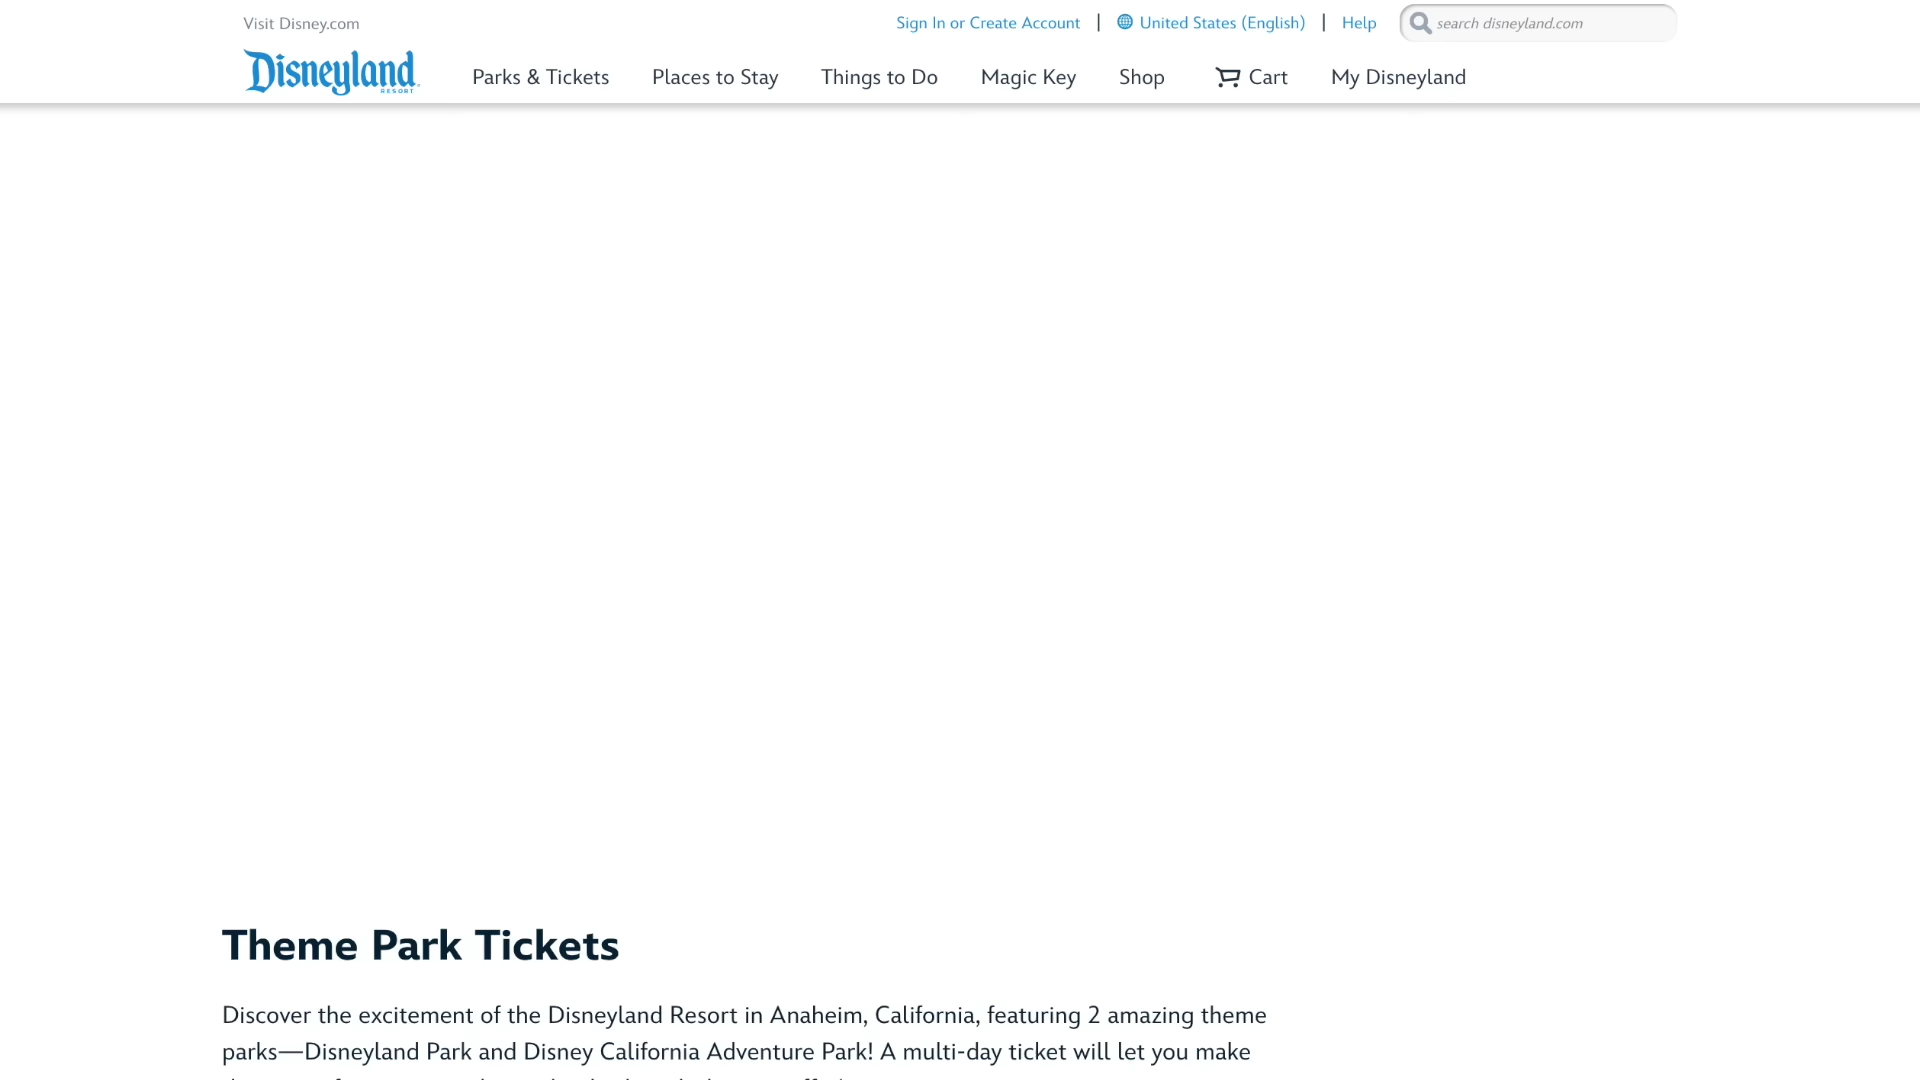 Visit Disney.com
Sign In or Create Account | United States (English) | Help
search disneyland.com
Disneyland
RESORT
Parks & Tickets
Places to Stay
Things to Do
Magic Key
Shop
Cart
My Disneyland
Theme Park Tickets
Discover the excitement of the Disneyland Resort in Anaheim, California, featuring 2 amazing theme
parks—Disneyland Park and Disney California Adventure Park! A multi-day ticket will let you make